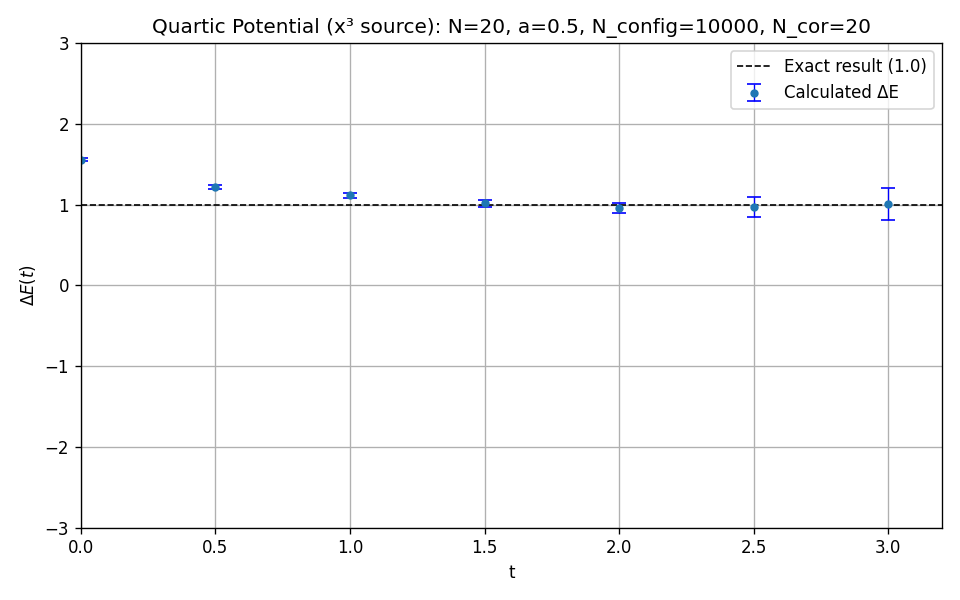 Quartic Potential (x³ source): N=20, a=0.5, N_config=10000, N_cor=20
Exact result (1.0)
Calculated ΔE
ΔE(t)
3
2
1
0
−1
−2
−3
0.0 0.5 1.0 1.5 2.0 2.5 3.0
t